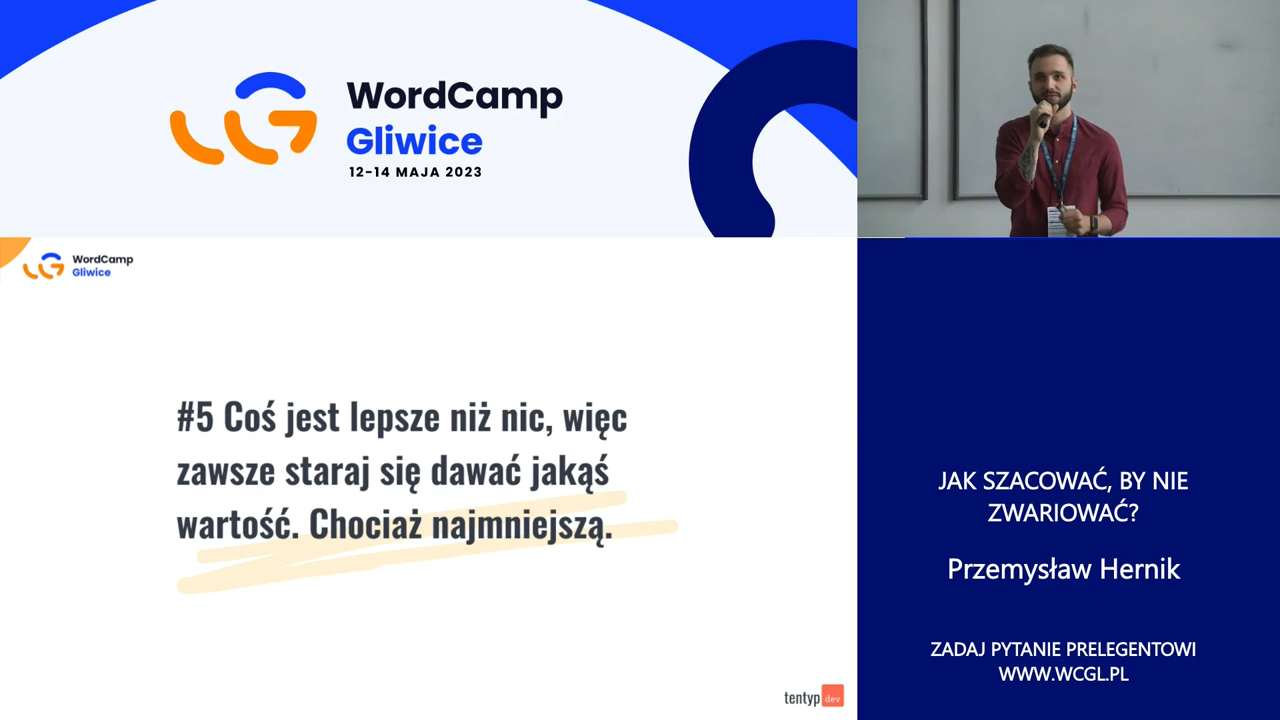 WordCamp
Gliwice
12-14 MAJA 2023
WordCamp
Gliwice
#5 Coś jest lepsze niż nic, więc
zawsze staraj się dawać jakąś
wartość. Chociaż najmniejszą.
tentyp dev
JAK SZACOWAĆ, BY NIE
ZWARIOWAĆ?
Przemysław Hernik
ZADAJ PYTANIE PRELEGENTOWI
WWW.WCGL.PL